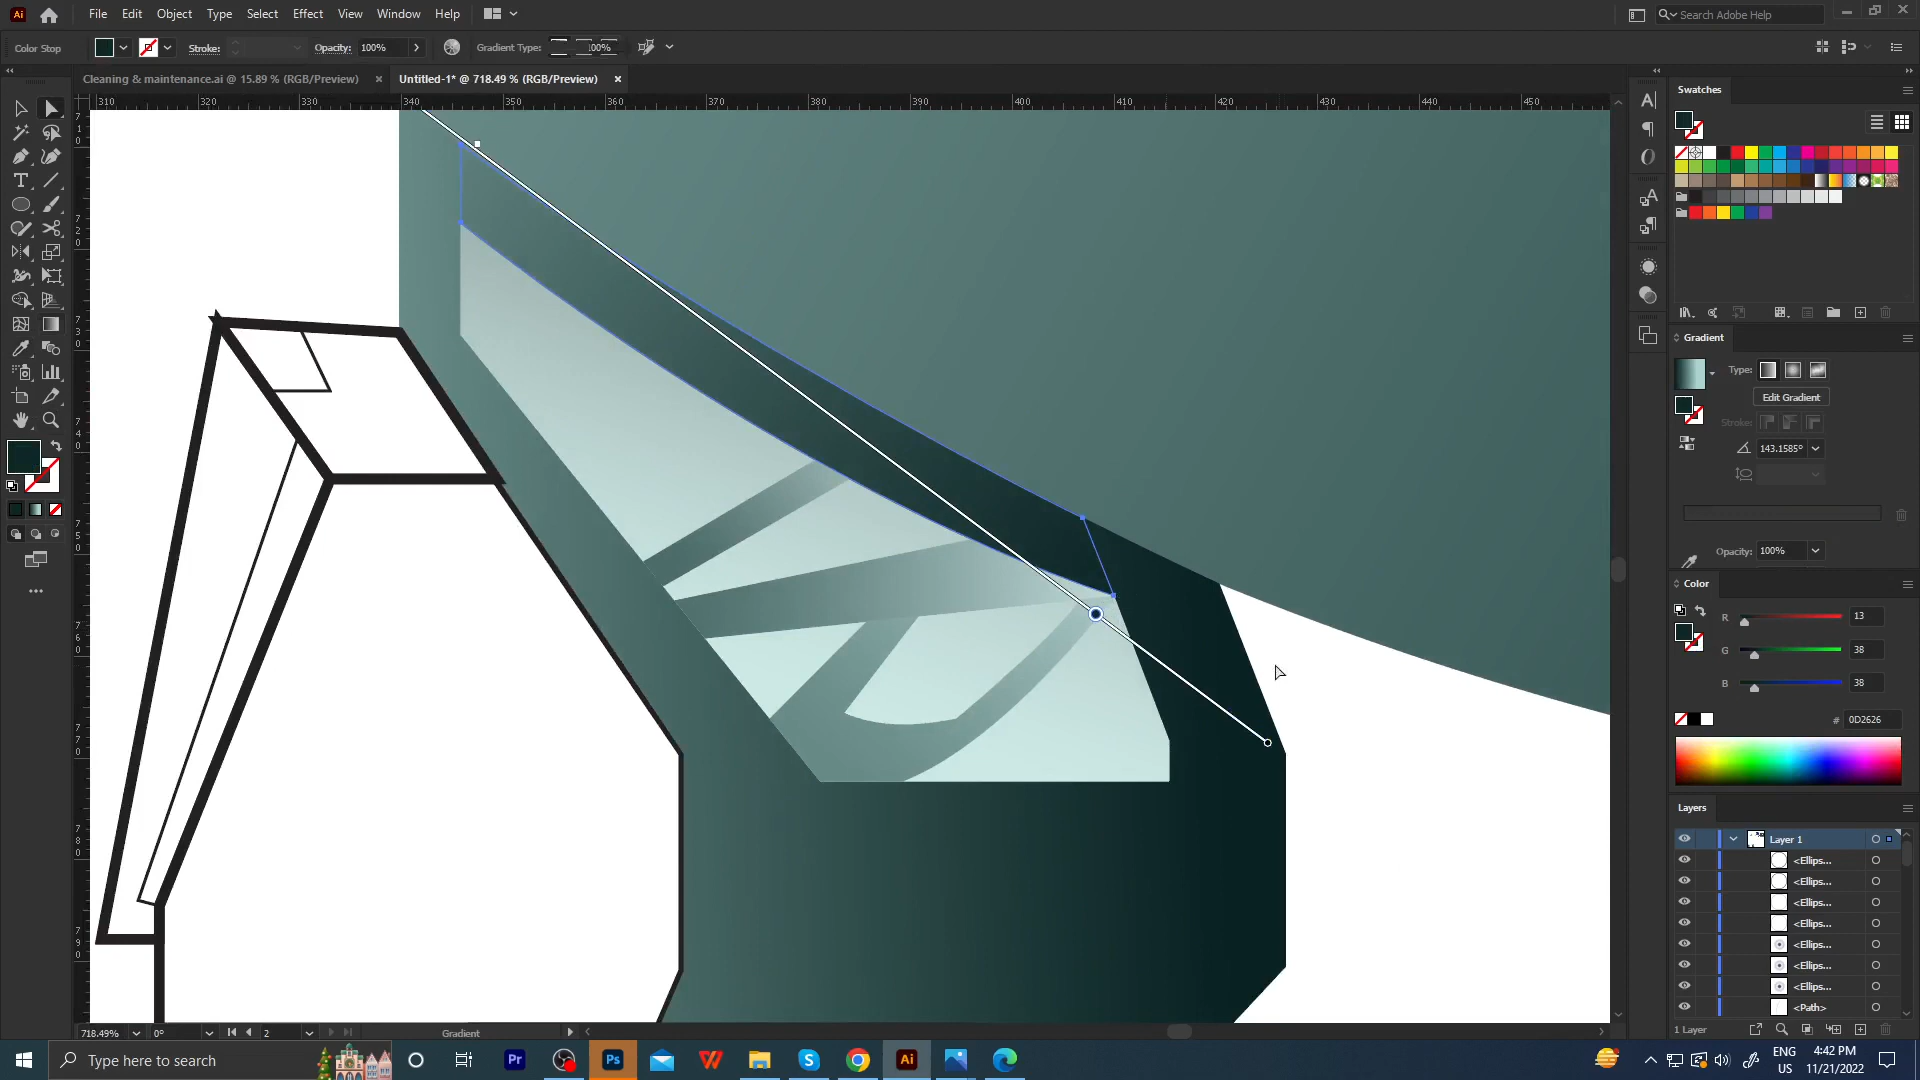 Ai File Edit Object Type Select Effect View Window Help Search Adobe Help
Color Stop Stroke: Opacity: 100% Gradient Type: 100%
Cleaning & maintenance.ai @ 15.89 % (RGB/Preview) × Untitled-1* @ 718.49 % (RGB/Preview) ×
310 320 330 340 350 360 370 380 390 400 410 420 430 440 450
Swatches
Gradient
Type:
Edit Gradient
Stroke:
143.1585°
Opacity: 100%
Color
R 13
G 38
B 38
# 0D2626
Layers
Layer 1
<Ellips...
<Ellips...
<Ellips...
<Ellips...
<Ellips...
<Ellips...
<Ellips...
<Path>
1 Layer
718.49% 0° 2 Gradient
Type here to search Pr Ps Ai ENG US 4:42 PM 11/21/2022